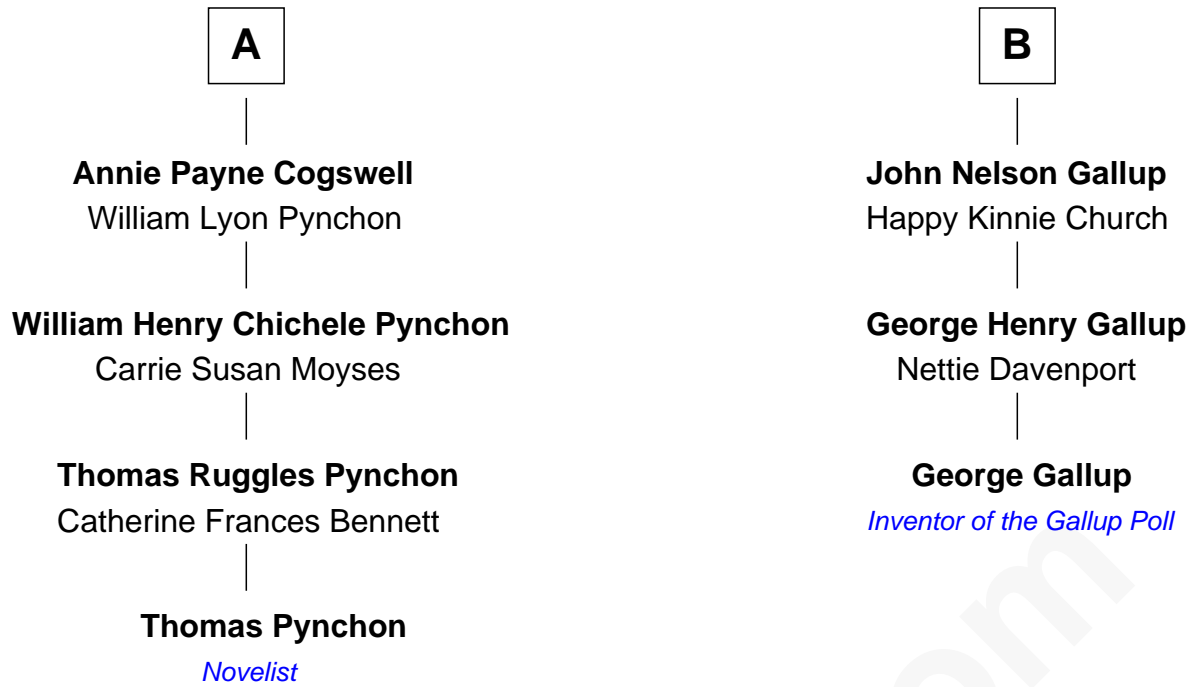 A
Annie Payne Cogswell
William Lyon Pynchon
William Henry Chichele Pynchon
Carrie Susan Moyses
Thomas Ruggles Pynchon
Catherine Frances Bennett
Thomas Pynchon
Novelist
B
John Nelson Gallup
Happy Kinnie Church
George Henry Gallup
Nettie Davenport
George Gallup
Inventor of the Gallup Poll
om